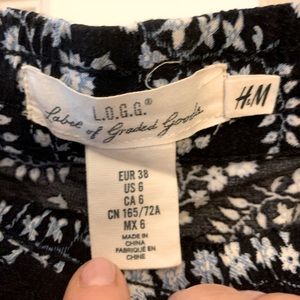 L.O.G.G.®
Label of Graded Goods
H&M
EUR 38
US 6
CA 6
CN 165/72A
MX 6
MADE IN
CHINA
FABRIQUÉ EN
CHINE